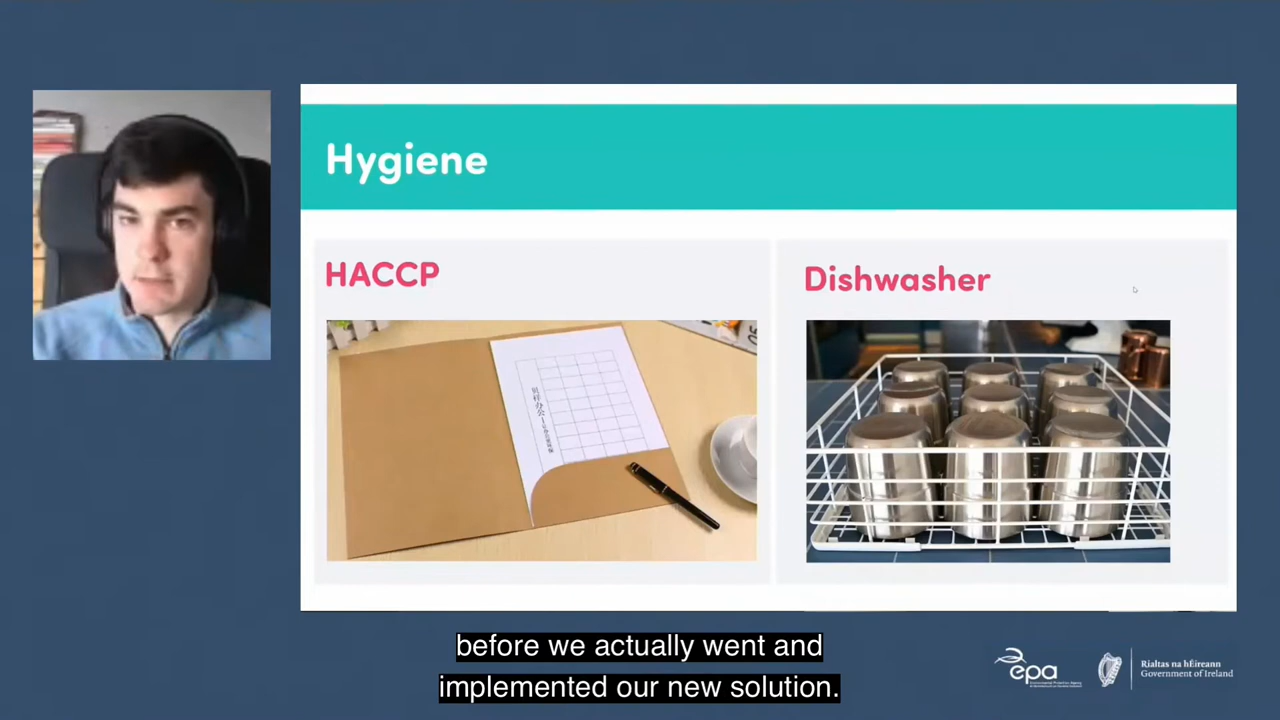 Hygiene
HACCP
Dishwasher
before we actually went and
implemented our new solution.
epa
Rialtas na hÉireann
Government of Ireland